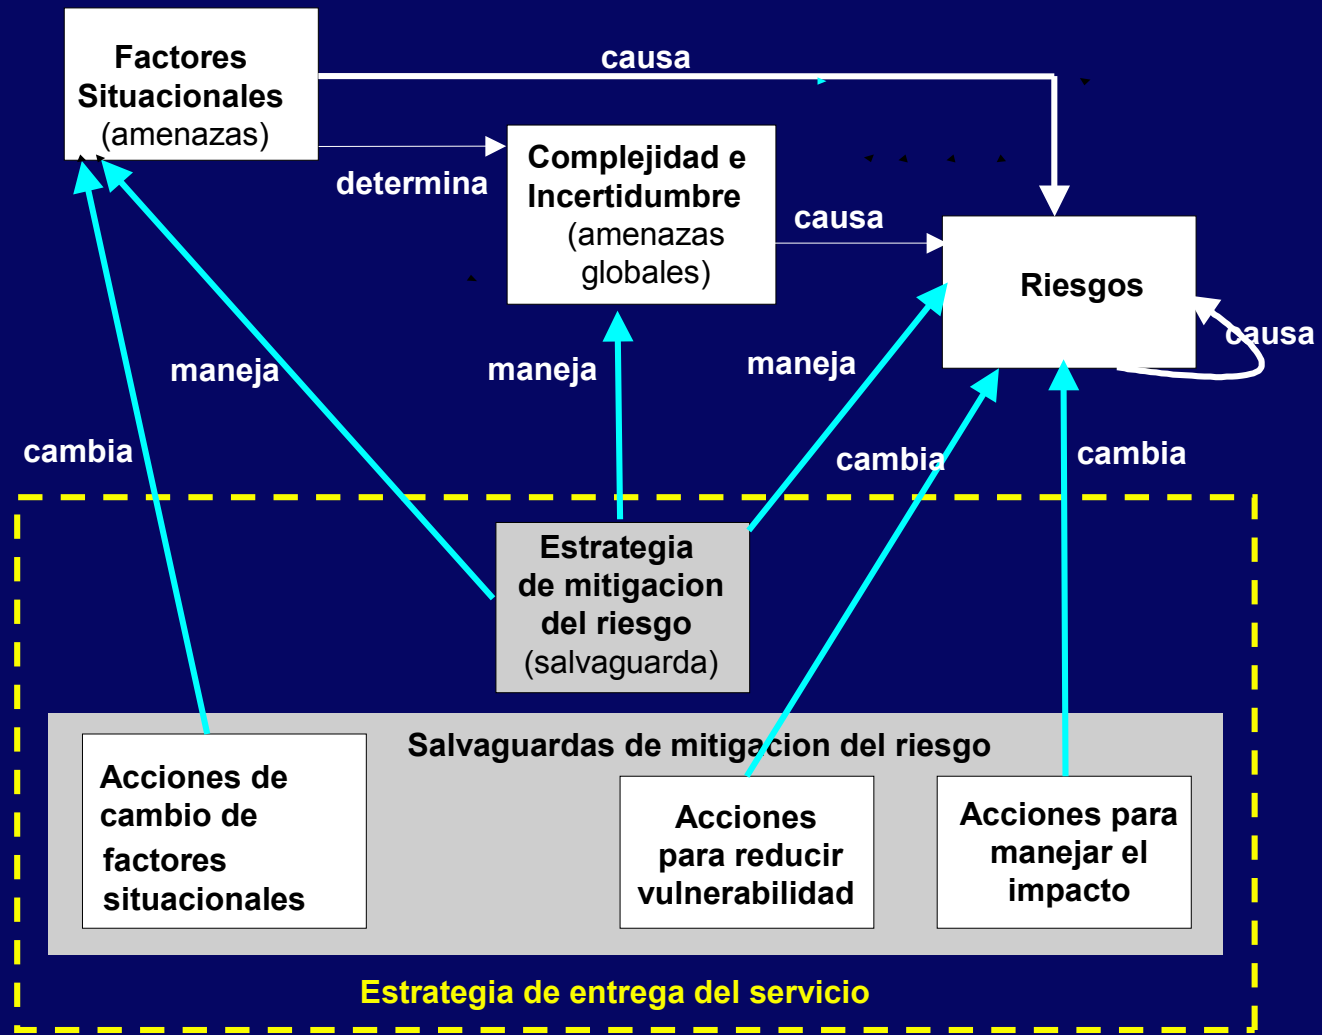 Factores
Situacionales
(amenazas)
causa
determina
Complejidad e
Incertidumbre
(amenazas
globales)
causa
Riesgos
causa
maneja
maneja
maneja
cambia
cambia
cambia
Estrategia
de mitigacion
del riesgo
(salvaguarda)
Salvaguardas de mitigacion del riesgo
Acciones de
cambio de
factores
situacionales
Acciones
para reducir
vulnerabilidad
Acciones para
manejar el
impacto
Estrategia de entrega del servicio